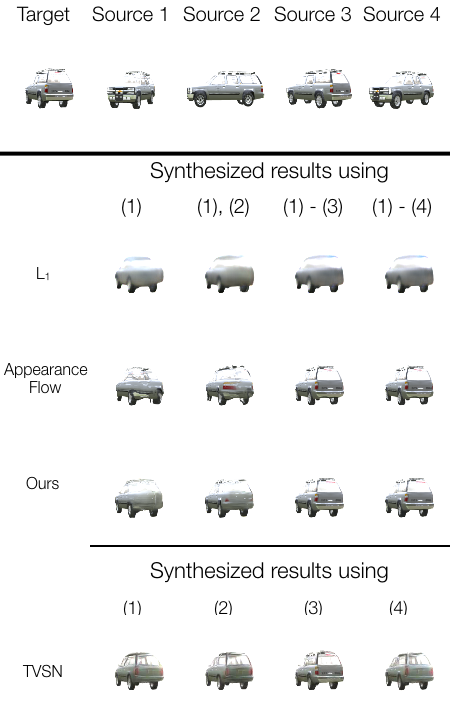 Target Source 1 Source 2 Source 3 Source 4
Synthesized results using
(1) (1), (2) (1) - (3) (1) - (4)
L₁
Appearance
Flow
Ours
Synthesized results using
(1) (2) (3) (4)
TVSN